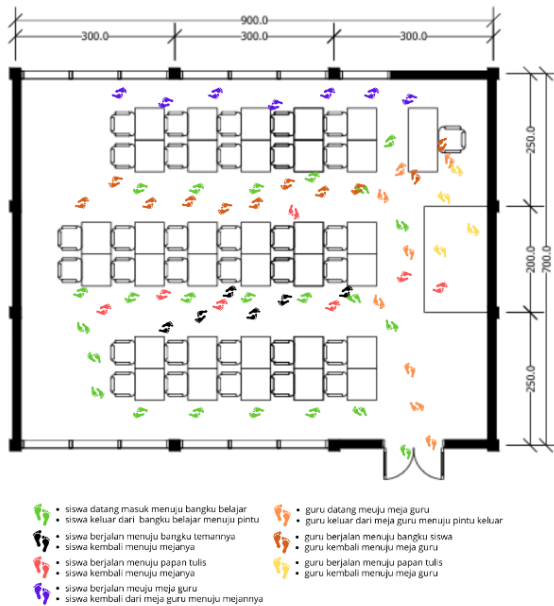 900.0
300.0
300.0
300.0
250.0
200.0
700.0
250.0
• siswa datang masuk menuju bangku belajar
• siswa keluar dari bangku belajar menuju pintu
• siswa berjalan menuju bangku temannya
• siswa kembali menuju mejanya
• siswa berjalan menuju papan tulis
• siswa kembali menuju mejanya
• siswa berjalan meuju meja guru
• siswa kembali dari meja guru menuju mejannya
• guru datang meuju meja guru
• guru keluar dari meja guru menuju pintu keluar
• guru berjalan menuju bangku siswa
• guru kembali menuju meja guru
• guru berjalan menuju papan tulis
• guru kembali menuju meja guru